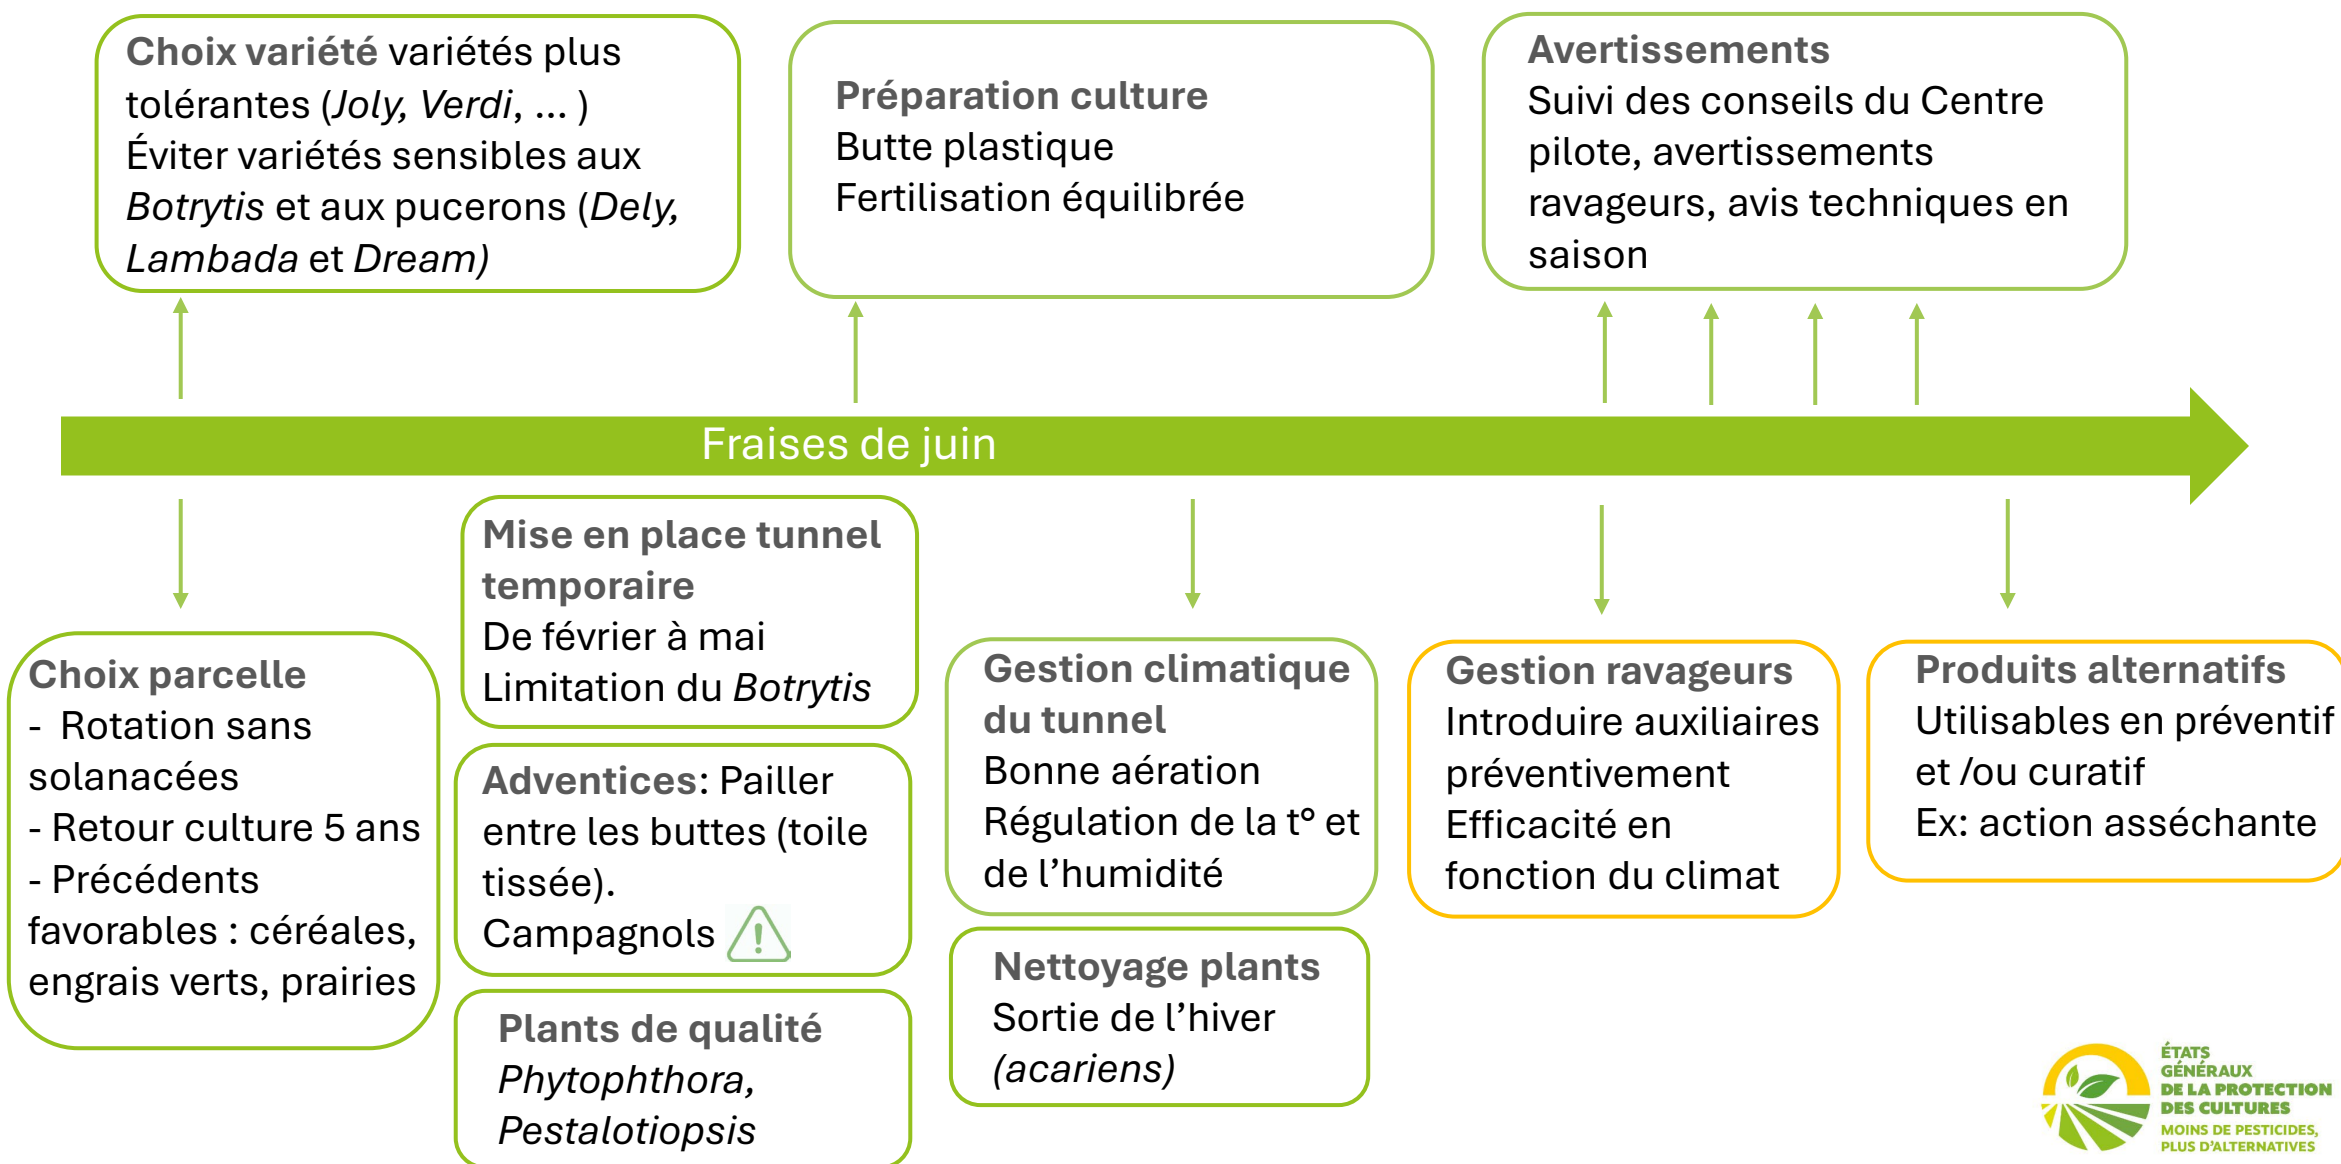 Choix variété variétés plus
tolérantes (Joly, Verdi, ... )
Éviter variétés sensibles aux
Botrytis et aux pucerons (Dely,
Lambada et Dream)
Préparation culture
Butte plastique
Fertilisation équilibrée
Avertissements
Suivi des conseils du Centre
pilote, avertissements
ravageurs, avis techniques en
saison
Fraises de juin
Choix parcelle
- Rotation sans
solanacées
- Retour culture 5 ans
- Précédents
favorables : céréales,
engrais verts, prairies
Mise en place tunnel
temporaire
De février à mai
Limitation du Botrytis
Adventices: Pailler
entre les buttes (toile
tissée).
Campagnols
Plants de qualité
Phytophthora,
Pestalotiopsis
Gestion climatique
du tunnel
Bonne aération
Régulation de la t° et
de l’humidité
Nettoyage plants
Sortie de l’hiver
(acariens)
Gestion ravageurs
Introduire auxiliaires
préventivement
Efficacité en
fonction du climat
Produits alternatifs
Utilisables en préventif
et /ou curatif
Ex: action asséchante
ÉTATS
GÉNÉRAUX
DE LA PROTECTION
DES CULTURES
MOINS DE PESTICIDES,
PLUS D’ALTERNATIVES